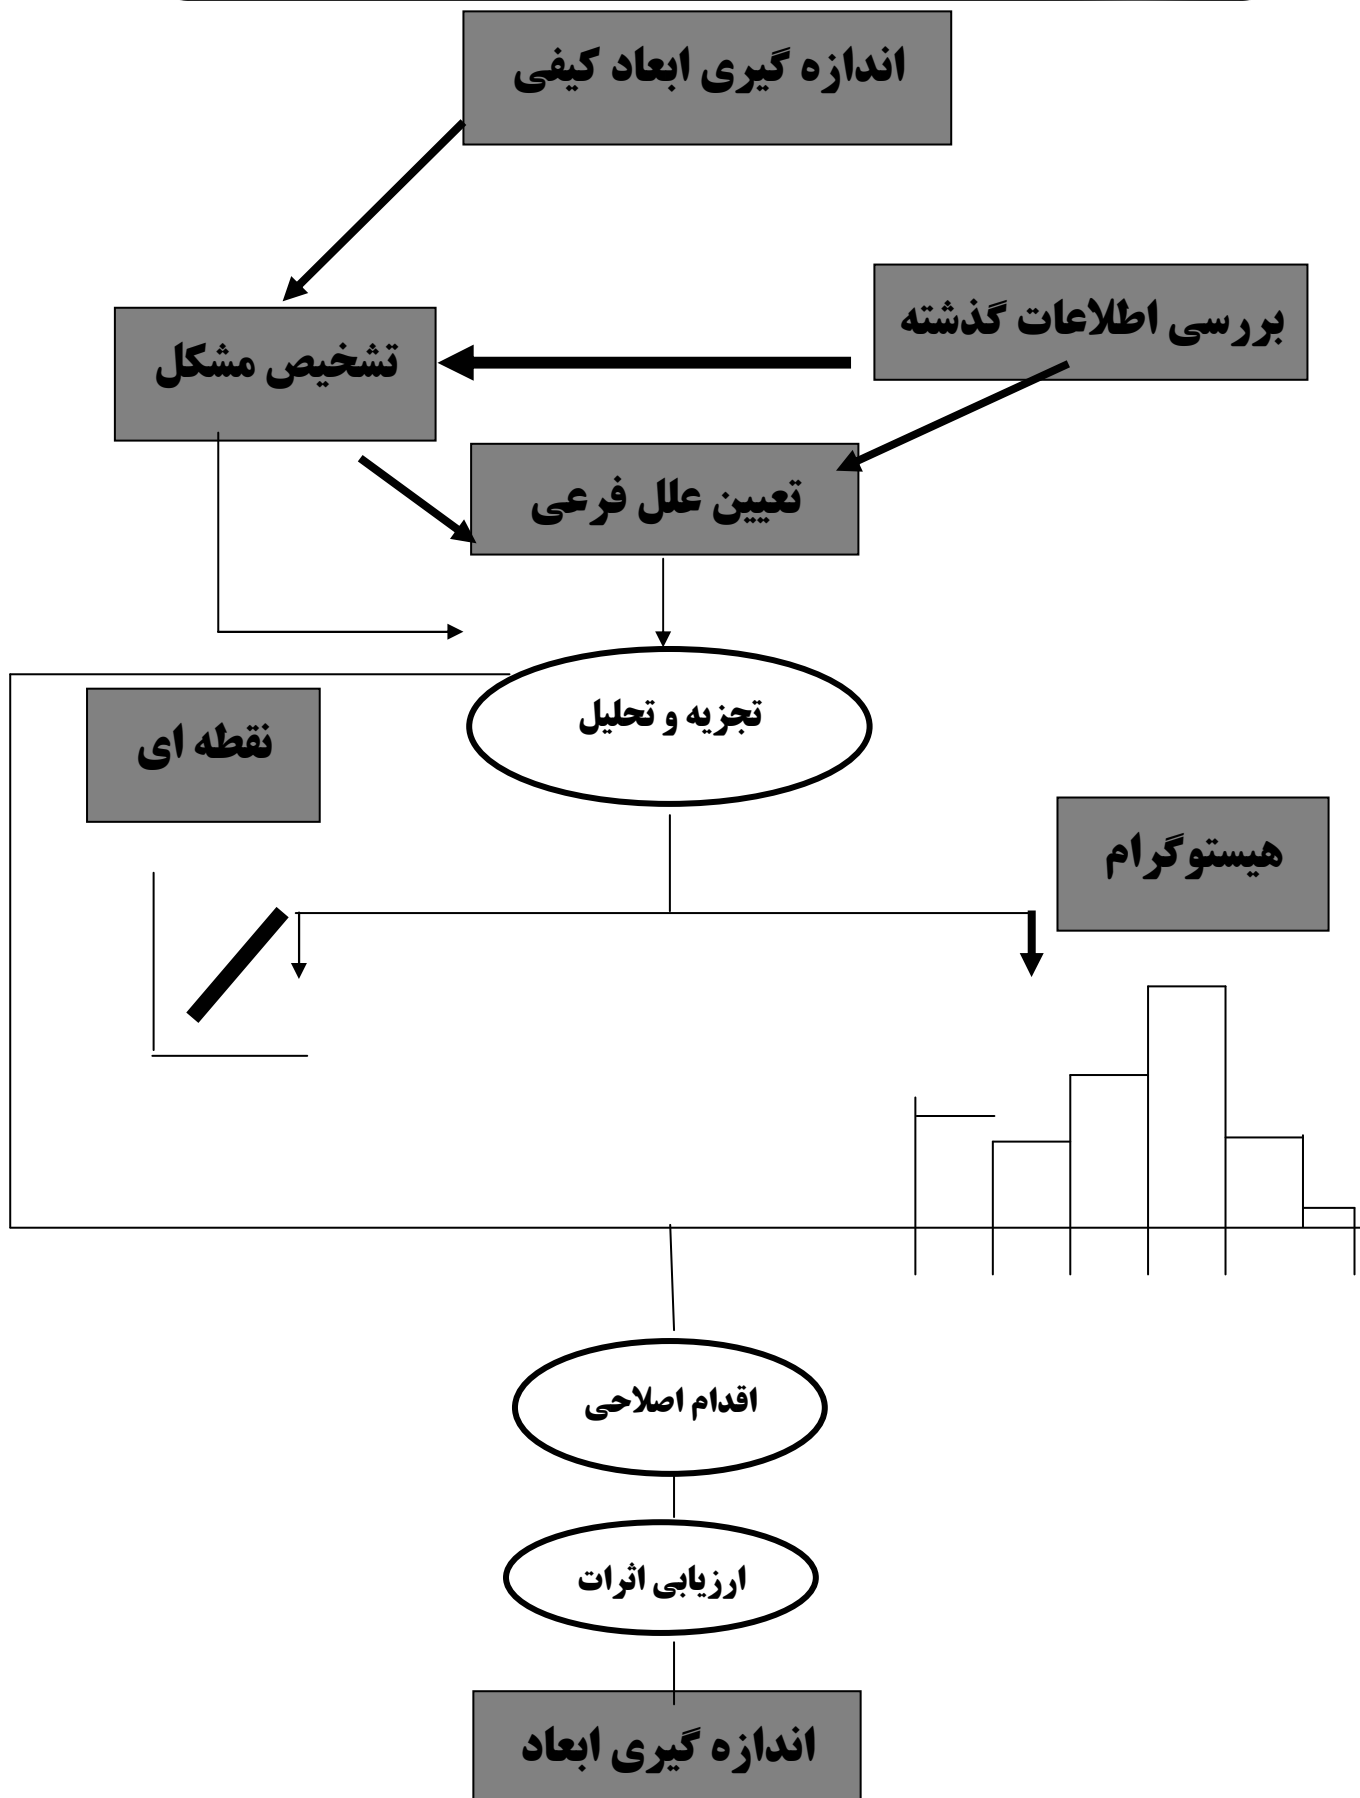 اندازه گیری ابعاد کیفی
بررسی اطلاعات گذشته
تشخیص مشکل
تعیین علل فرعی
تجزیه و تحلیل
نقطه ای
هیستوگرام
اقدام اصلاحی
ارزیابی اثرات
اندازه گیری ابعاد